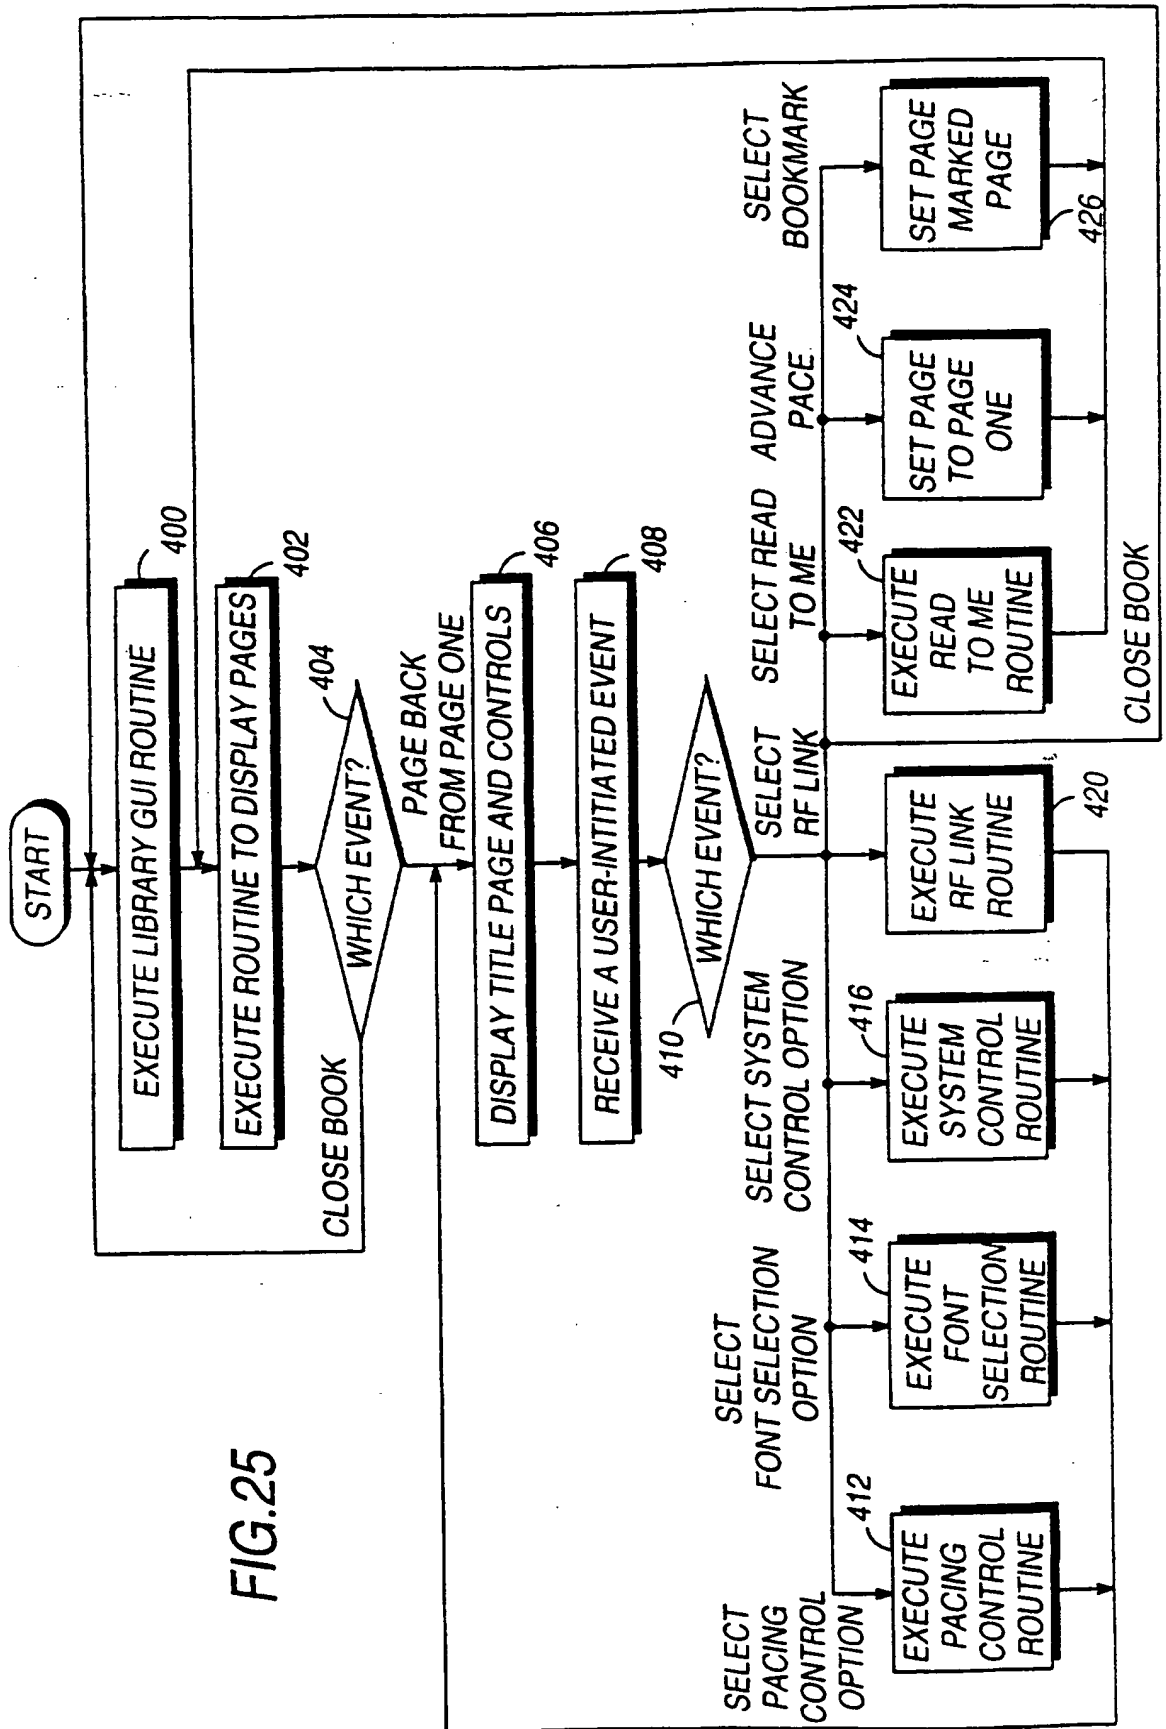 START
EXECUTE LIBRARY GUI ROUTINE
400
EXECUTE ROUTINE TO DISPLAY PAGES
402
WHICH EVENT?
404
CLOSE BOOK
PAGE BACK
FROM PAGE ONE
DISPLAY TITLE PAGE AND CONTROLS
406
RECEIVE A USER-INTITIATED EVENT
408
WHICH EVENT?
410
SELECT
PACING
CONTROL
OPTION
SELECT
FONT SELECTION
OPTION
SELECT SYSTEM
CONTROL OPTION
SELECT
RF LINK
SELECT READ
TO ME
ADVANCE
PACE
SELECT
BOOKMARK
EXECUTE
PACING
CONTROL
ROUTINE
412
EXECUTE
FONT
SELECTION
ROUTINE
414
EXECUTE
SYSTEM
CONTROL
ROUTINE
416
EXECUTE
RF LINK
ROUTINE
420
EXECUTE
READ
TO ME
ROUTINE
422
SET PAGE
TO PAGE
ONE
424
SET PAGE
MARKED
PAGE
426
CLOSE BOOK
FIG.25